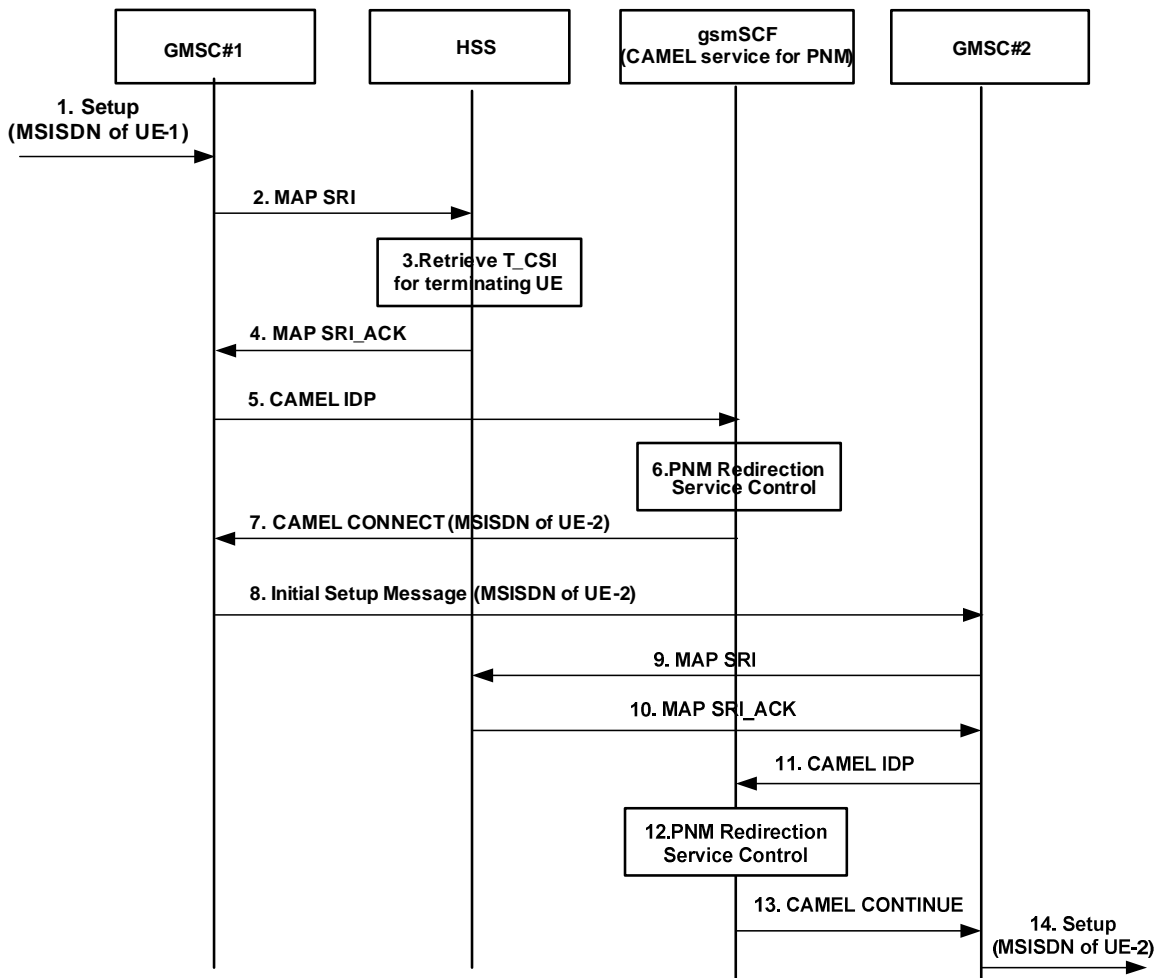 GMSC#1
HSS
gsmSCF
(CAMEL service for PNM)
GMSC#2
1. Setup
(MSISDN of UE-1)
2. MAP SRI
3.Retrieve T_CSI
for terminating UE
4. MAP SRI_ACK
5. CAMEL IDP
6.PNM Redirection
Service Control
7. CAMEL CONNECT (MSISDN of UE-2)
8. Initial Setup Message (MSISDN of UE-2)
9. MAP SRI
10. MAP SRI_ACK
11. CAMEL IDP
12.PNM Redirection
Service Control
13. CAMEL CONTINUE
14. Setup
(MSISDN of UE-2)